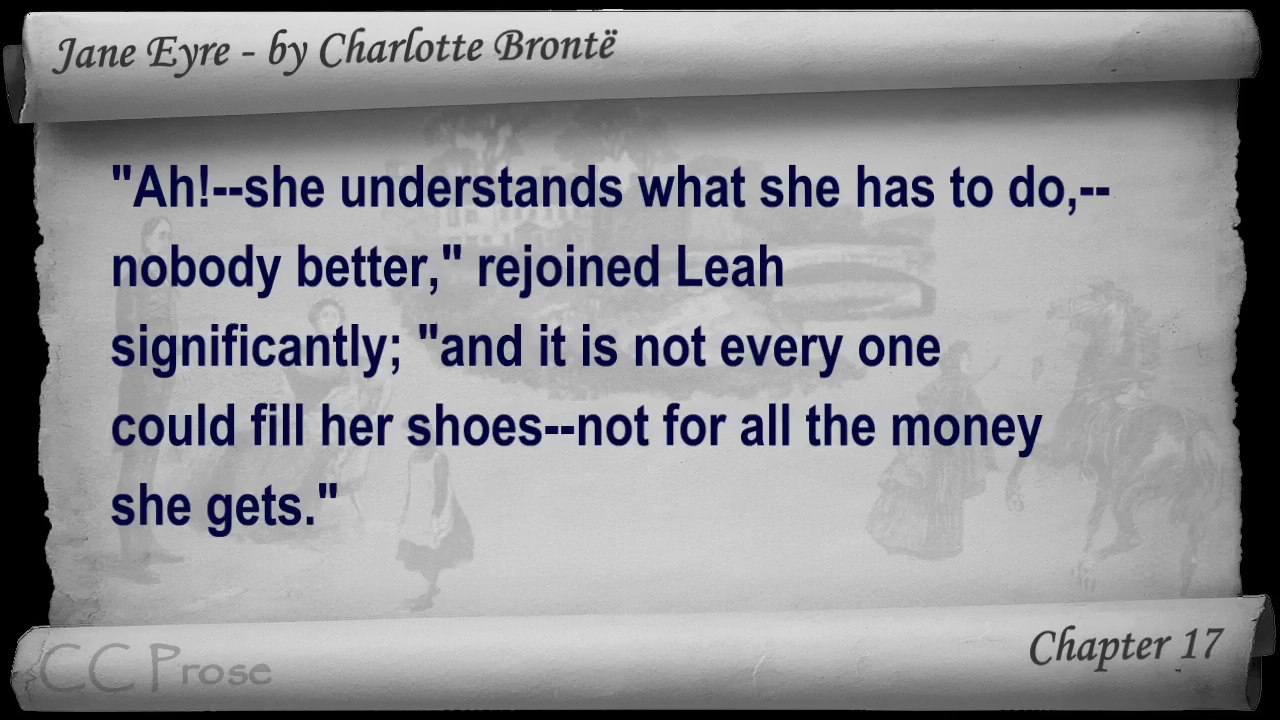 Jane Eyre - by Charlotte Brontë
"Ah!--she understands what she has to do,--
nobody better," rejoined Leah
significantly; "and it is not every one
could fill her shoes--not for all the money
she gets."
Chapter 17
CC Prose